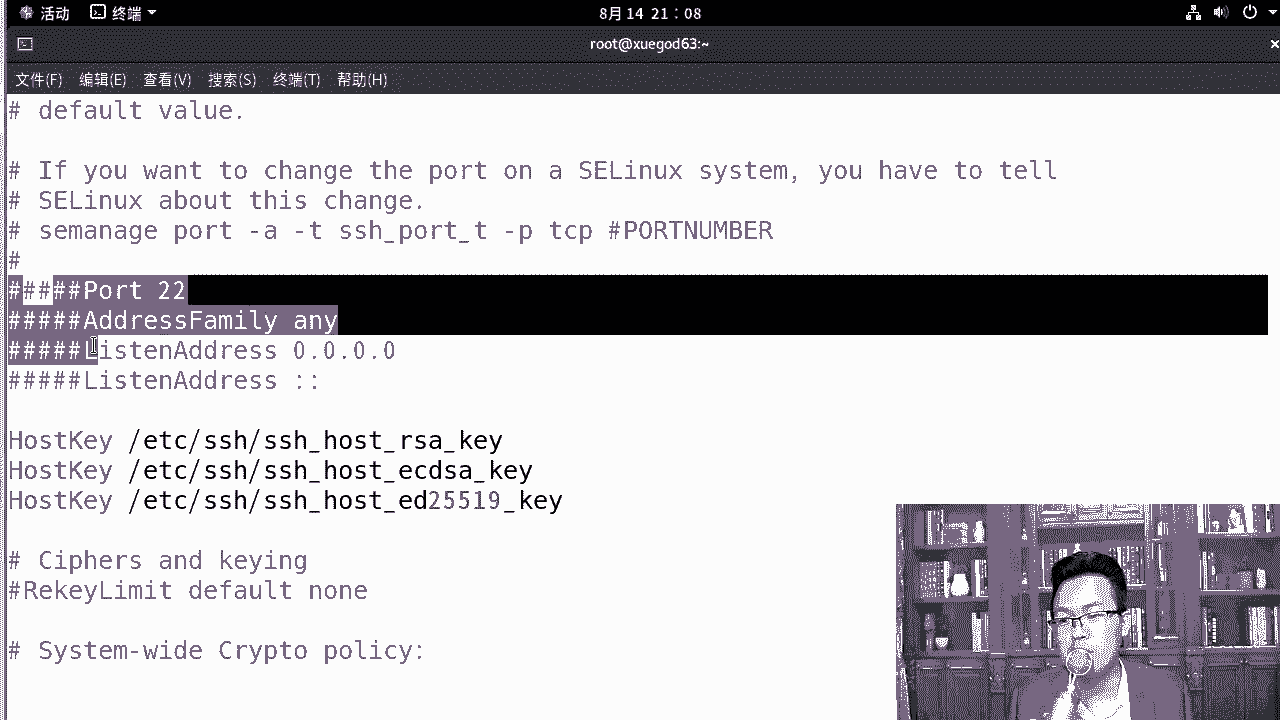 活动 终端 8月14 21：08
root@xuegod63:~
文件(F) 编辑(E) 查看(V) 搜索(S) 终端(T) 帮助(H)
# default value.
# If you want to change the port on a SELinux system, you have to tell
# SELinux about this change.
# semanage port -a -t ssh_port_t -p tcp #PORTNUMBER
#
#####Port 22
#####AddressFamily any
#####ListenAddress 0.0.0.0
#####ListenAddress ::
HostKey /etc/ssh/ssh_host_rsa_key
HostKey /etc/ssh/ssh_host_ecdsa_key
HostKey /etc/ssh/ssh_host_ed25519_key
# Ciphers and keying
#RekeyLimit default none
# System-wide Crypto policy: